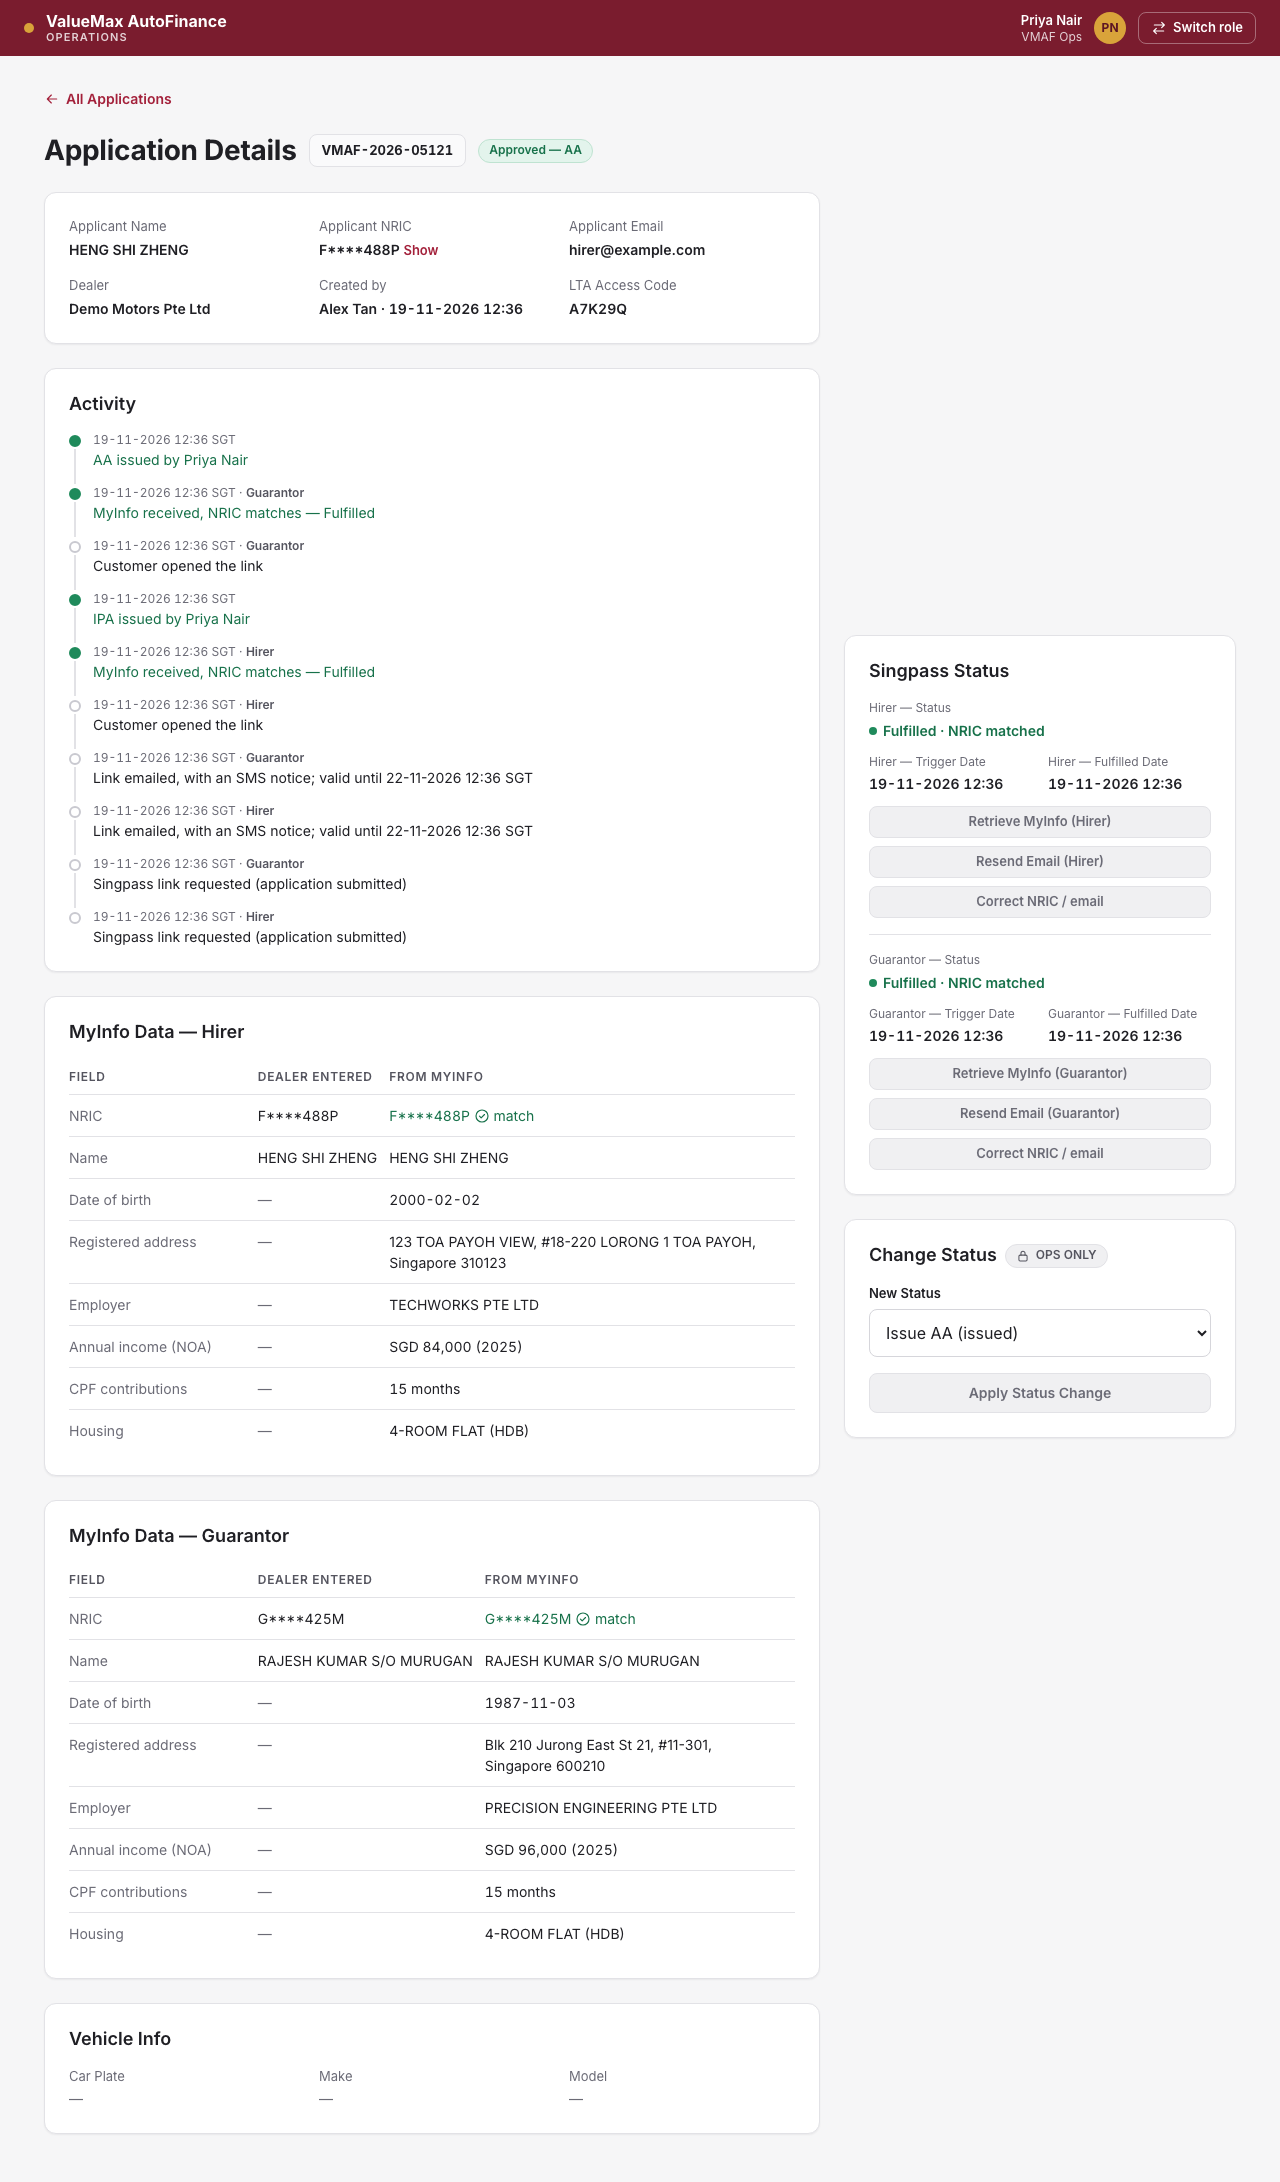 ValueMax AutoFinance
OPERATIONS
Priya Nair
VMAF Ops
PN
Switch role
← All Applications
Application Details
VMAF-2026-05121
Approved — AA
Applicant Name
Applicant NRIC
Applicant Email
HENG SHI ZHENG
F****488P Show
hirer@example.com
Dealer
Created by
LTA Access Code
Demo Motors Pte Ltd
Alex Tan · 19-11-2026 12:36
A7K29Q
Activity
19-11-2026 12:36 SGT
AA issued by Priya Nair
19-11-2026 12:36 SGT · Guarantor
MyInfo received, NRIC matches — Fulfilled
19-11-2026 12:36 SGT · Guarantor
Customer opened the link
19-11-2026 12:36 SGT
IPA issued by Priya Nair
19-11-2026 12:36 SGT · Hirer
MyInfo received, NRIC matches — Fulfilled
19-11-2026 12:36 SGT · Hirer
Customer opened the link
19-11-2026 12:36 SGT · Guarantor
Link emailed, with an SMS notice; valid until 22-11-2026 12:36 SGT
19-11-2026 12:36 SGT · Hirer
Link emailed, with an SMS notice; valid until 22-11-2026 12:36 SGT
19-11-2026 12:36 SGT · Guarantor
Singpass link requested (application submitted)
19-11-2026 12:36 SGT · Hirer
Singpass link requested (application submitted)
MyInfo Data — Hirer
FIELD DEALER ENTERED FROM MYINFO
NRIC F****488P F****488P match
Name HENG SHI ZHENG HENG SHI ZHENG
Date of birth — 2000-02-02
Registered address — 123 TOA PAYOH VIEW, #18-220 LORONG 1 TOA PAYOH,
Singapore 310123
Employer — TECHWORKS PTE LTD
Annual income (NOA) — SGD 84,000 (2025)
CPF contributions — 15 months
Housing — 4-ROOM FLAT (HDB)
MyInfo Data — Guarantor
FIELD DEALER ENTERED FROM MYINFO
NRIC G****425M G****425M match
Name RAJESH KUMAR S/O MURUGAN RAJESH KUMAR S/O MURUGAN
Date of birth — 1987-11-03
Registered address — Blk 210 Jurong East St 21, #11-301,
Singapore 600210
Employer — PRECISION ENGINEERING PTE LTD
Annual income (NOA) — SGD 96,000 (2025)
CPF contributions — 15 months
Housing — 4-ROOM FLAT (HDB)
Vehicle Info
Car Plate
Make
Model
—
—
—
Singpass Status
Hirer — Status
Fulfilled · NRIC matched
Hirer — Trigger Date
Hirer — Fulfilled Date
19-11-2026 12:36
19-11-2026 12:36
Retrieve MyInfo (Hirer)
Resend Email (Hirer)
Correct NRIC / email
Guarantor — Status
Fulfilled · NRIC matched
Guarantor — Trigger Date
Guarantor — Fulfilled Date
19-11-2026 12:36
19-11-2026 12:36
Retrieve MyInfo (Guarantor)
Resend Email (Guarantor)
Correct NRIC / email
Change Status
OPS ONLY
New Status
Issue AA (issued)
Apply Status Change